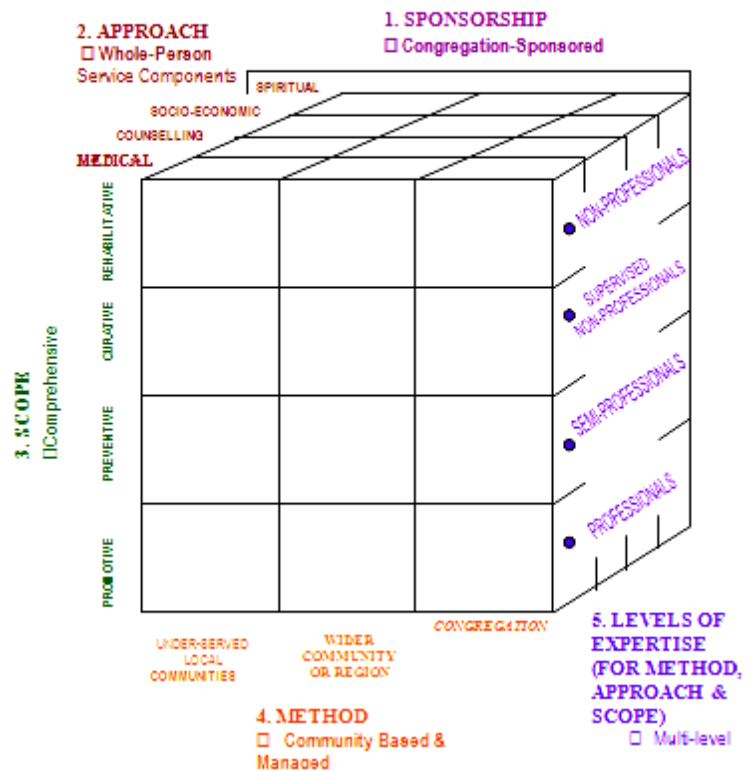 1. SPONSORSHIP
☐ Congregation-Sponsored
2. APPROACH
☐ Whole-Person
Service Components
SPIRITUAL
SOCIO-ECONOMIC
COUNSELLING
MEDICAL
3. SCOPE
☐Comprehensive
REHABILITATIVE
CURATIVE
PREVENTIVE
PROMOTIVE
NON-PROFESSIONALS
SUPERVISED
NON-PROFESSIONALS
SEMI-PROFESSIONALS
PROFESSIONALS
UNDER-SERVED
LOCAL
COMMUNITIES
WIDER
COMMUNITY
OR REGION
CONGREGATION
4. METHOD
☐ Community Based &
Managed
5. LEVELS OF
EXPERTISE
(FOR METHOD,
APPROACH &
SCOPE)
☐ Multi-level